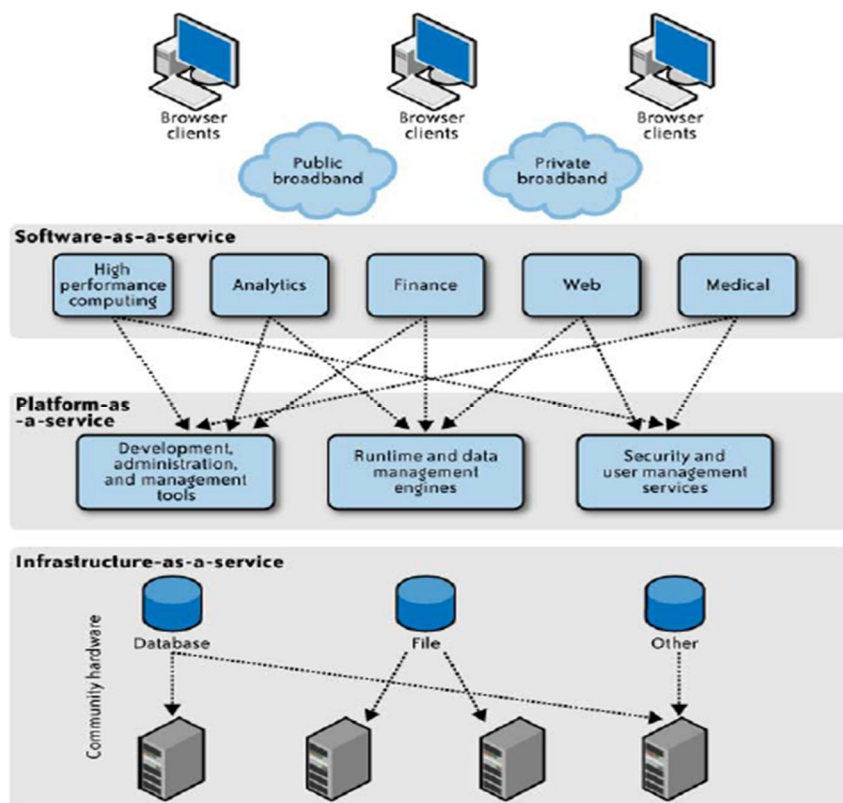 Browser
clients
Browser
clients
Browser
clients
Public
broadband
Private
broadband
Software-as-a-service
High
performance
computing
Analytics
Finance
Web
Medical
Platform-as
-a-service
Development,
administration,
and management
tools
Runtime and data
management
engines
Security and
user management
services
Infrastructure-as-a-service
Community hardware
Database
File
Other